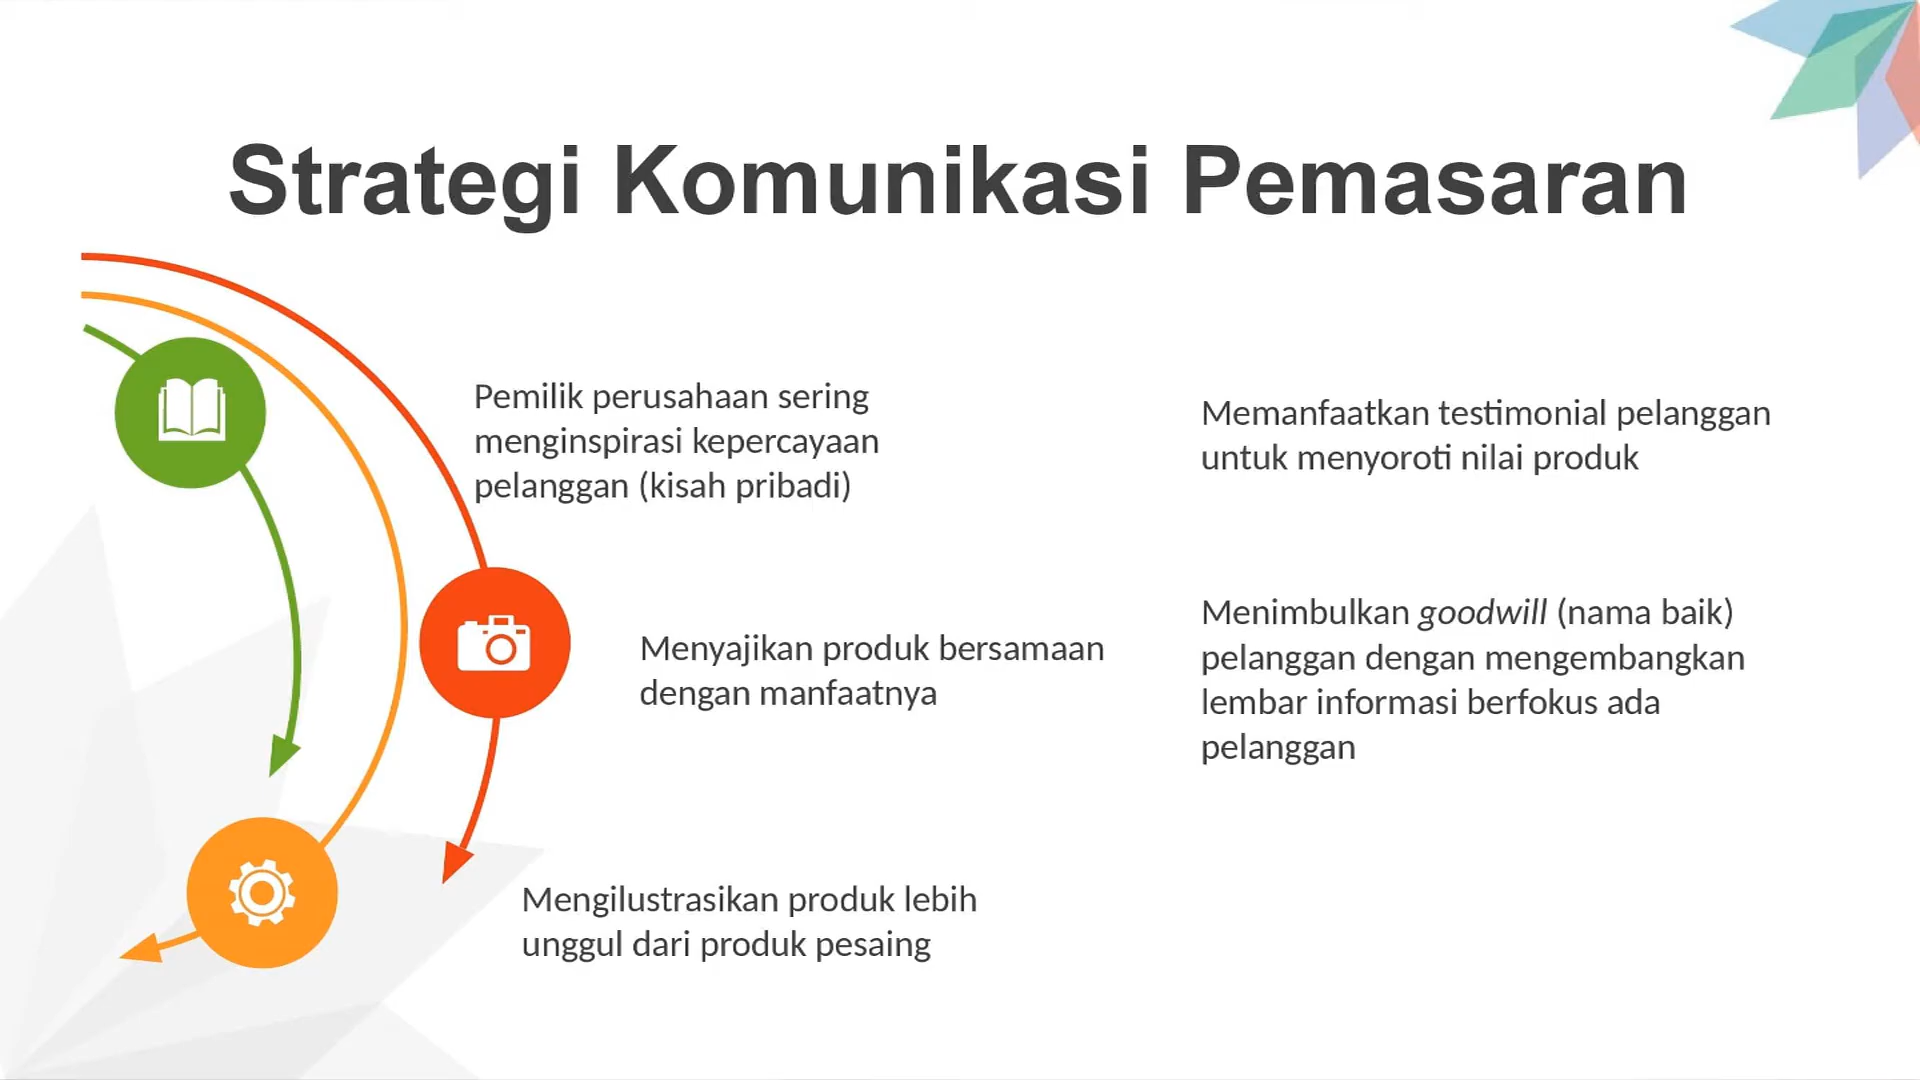 Strategi Komunikasi Pemasaran
Pemilik perusahaan sering
menginspirasi kepercayaan
pelanggan (kisah pribadi)
Menyajikan produk bersamaan
dengan manfaatnya
Mengilustrasikan produk lebih
unggul dari produk pesaing
Memanfaatkan testimonial pelanggan
untuk menyoroti nilai produk
Menimbulkan goodwill (nama baik)
pelanggan dengan mengembangkan
lembar informasi berfokus ada
pelanggan